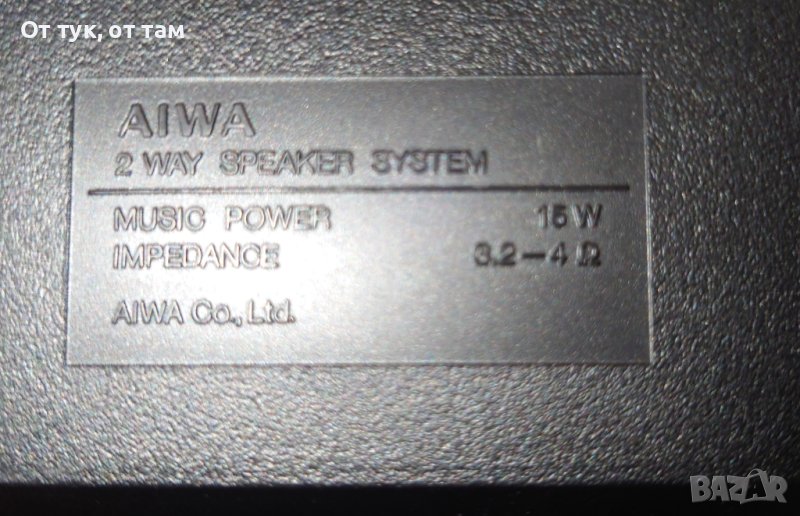 От тук, от там
AIWA
2 WAY SPEAKER SYSTEM
MUSIC POWER 15 W
IMPEDANCE 3.2–4 Ω
AIWA Co., Ltd.
BAZAR